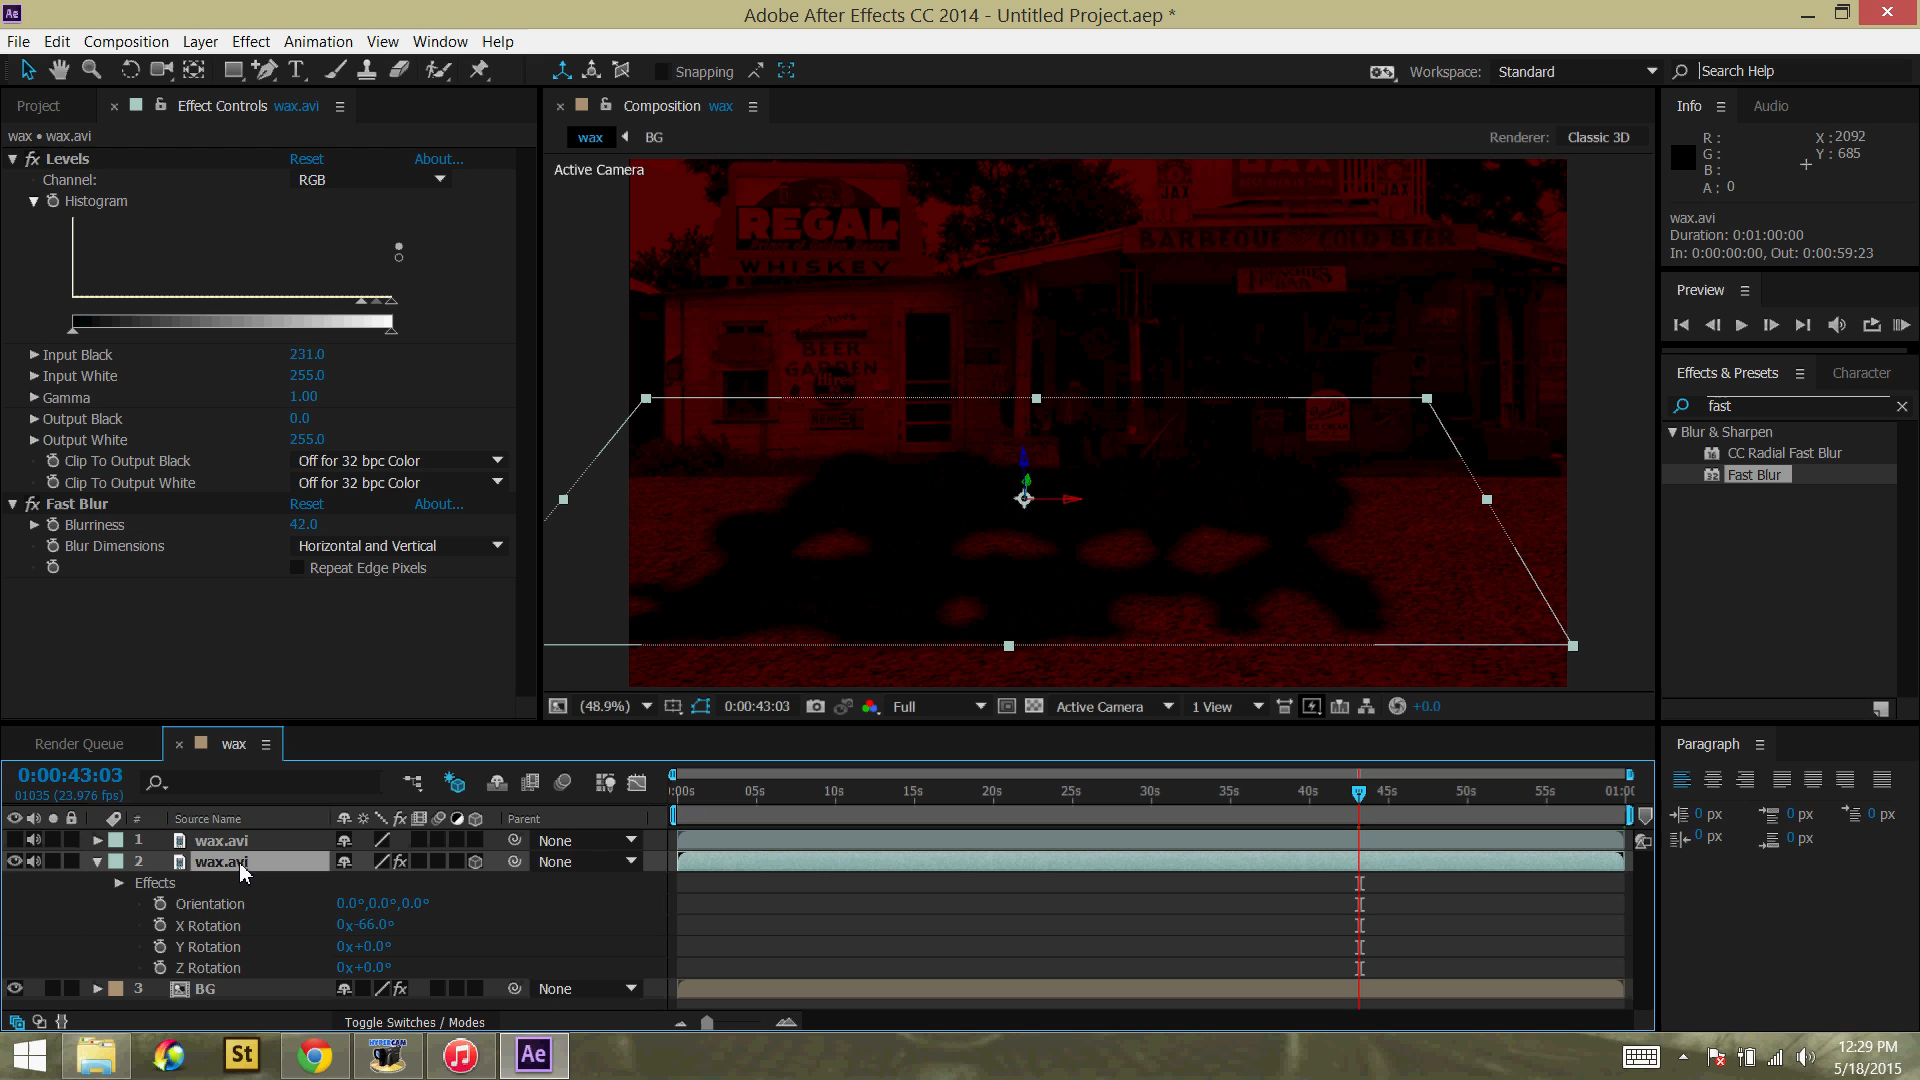 Ae
Adobe After Effects CC 2014 - Untitled Project.aep *
File Edit Composition Layer Effect Animation View Window Help
Snapping
Workspace: Standard
Search Help
Project
Effect Controls wax.avi
wax • wax.avi
fx Levels Reset About...
Channel: RGB
Histogram
Input Black 231.0
Input White 255.0
Gamma 1.00
Output Black 0.0
Output White 255.0
Clip To Output Black Off for 32 bpc Color
Clip To Output White Off for 32 bpc Color
fx Fast Blur Reset About...
Blurriness 42.0
Blur Dimensions Horizontal and Vertical
Repeat Edge Pixels
Composition wax
wax BG
Renderer: Classic 3D
Active Camera
JAX
JAX
REGAL
WHISKEY
BARBEQUE COLD BEER
BEER
GARDEN
(48.9%) 0:00:43:03 Full Active Camera 1 View +0.0
Info Audio
R :
G :
B :
A : 0
X : 2092
Y : 685
wax.avi
Duration: 0:01:00:00
In: 0:00:00:00, Out: 0:00:59:23
Preview
Effects & Presets Character
fast
Blur & Sharpen
16 CC Radial Fast Blur
32 Fast Blur
Render Queue wax
0:00:43:03
01035 (23.976 fps)
:00s 05s 10s 15s 20s 25s 30s 35s 40s 45s 50s 55s 01:0(
# Source Name fx Parent
1 wax.avi None
2 wax.avi fx None
Effects
Orientation 0.0°,0.0°,0.0°
X Rotation 0x-66.0°
Y Rotation 0x+0.0°
Z Rotation 0x+0.0°
3 BG fx None
Toggle Switches / Modes
Paragraph
0 px 0 px 0 px
0 px 0 px
St
HYPERCAM
Ae
12:29 PM
5/18/2015